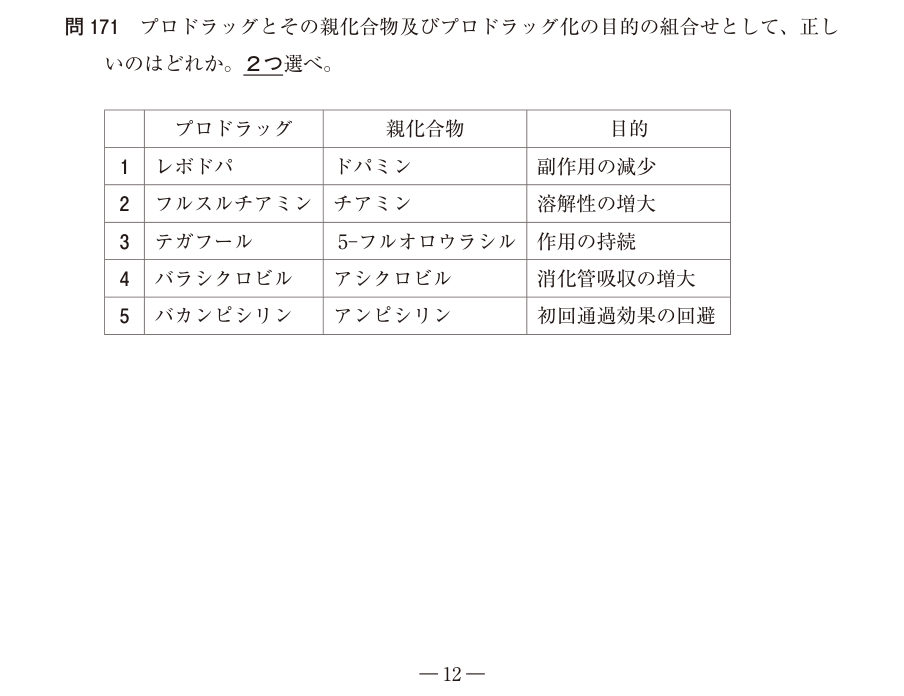 問 171　プロドラッグとその親化合物及びプロドラッグ化の目的の組合せとして、正し
いのはどれか。２つ選べ。
プロドラッグ　親化合物　目的
1　レボドパ　ドパミン　副作用の減少
2　フルスルチアミン　チアミン　溶解性の増大
3　テガフール　5-フルオロウラシル　作用の持続
4　バラシクロビル　アシクロビル　消化管吸収の増大
5　バカンピシリン　アンピシリン　初回通過効果の回避
— 12 —